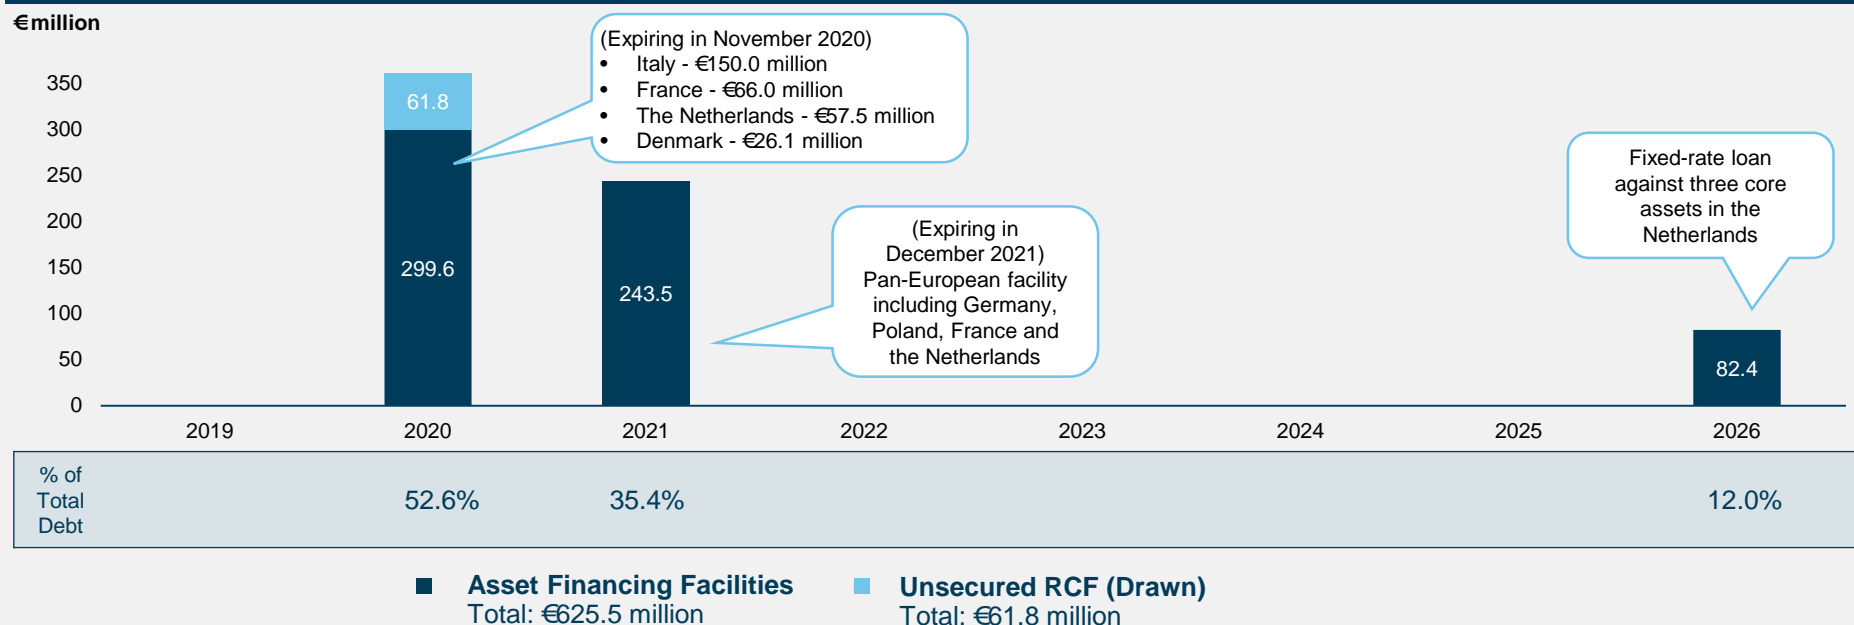 €million
350
300
250
200
150
100
50
0
61.8
299.6
243.5
82.4
(Expiring in November 2020)
• Italy - €150.0 million
• France - €66.0 million
• The Netherlands - €57.5 million
• Denmark - €26.1 million
(Expiring in
December 2021)
Pan-European facility
including Germany,
Poland, France and
the Netherlands
Fixed-rate loan
against three core
assets in the
Netherlands
2019 2020 2021 2022 2023 2024 2025 2026
% of
Total
Debt
52.6% 35.4% 12.0%
Asset Financing Facilities
Total: €625.5 million
Unsecured RCF (Drawn)
Total: €61.8 million